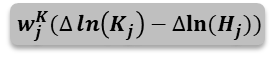 w_j^K(Δ ln(K_j) − Δln(H_j))